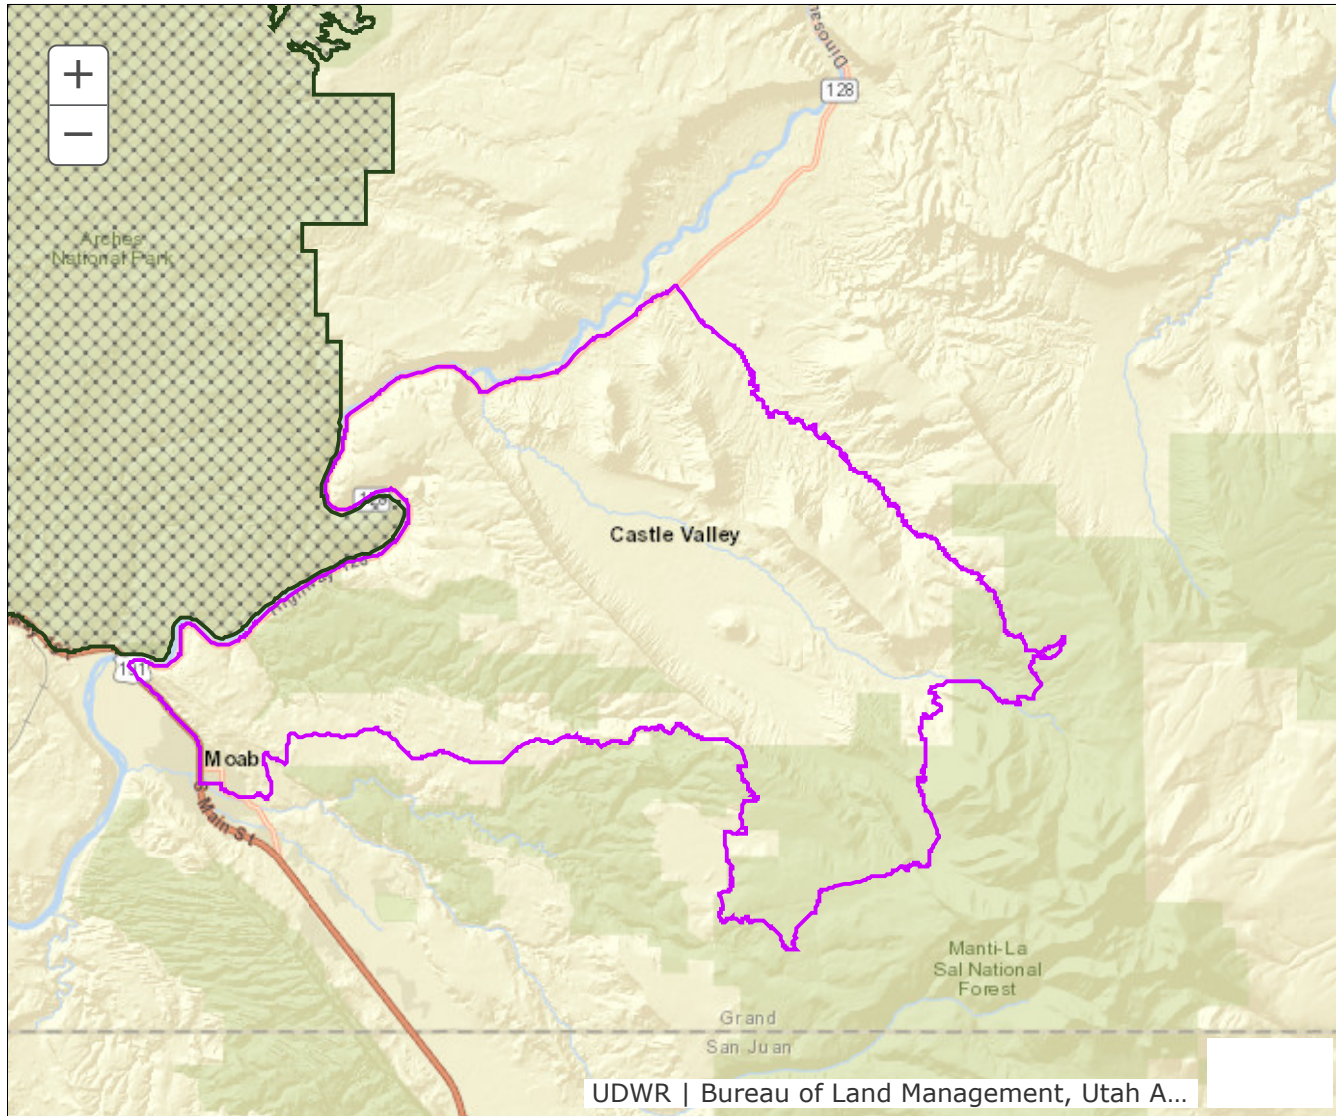 +
−
Dinosau
128
Arches
National Park
Castle Valley
191
Moab
S Main St
Manti-La
Sal National
Forest
Grand
San Juan
UDWR | Bureau of Land Management, Utah A...